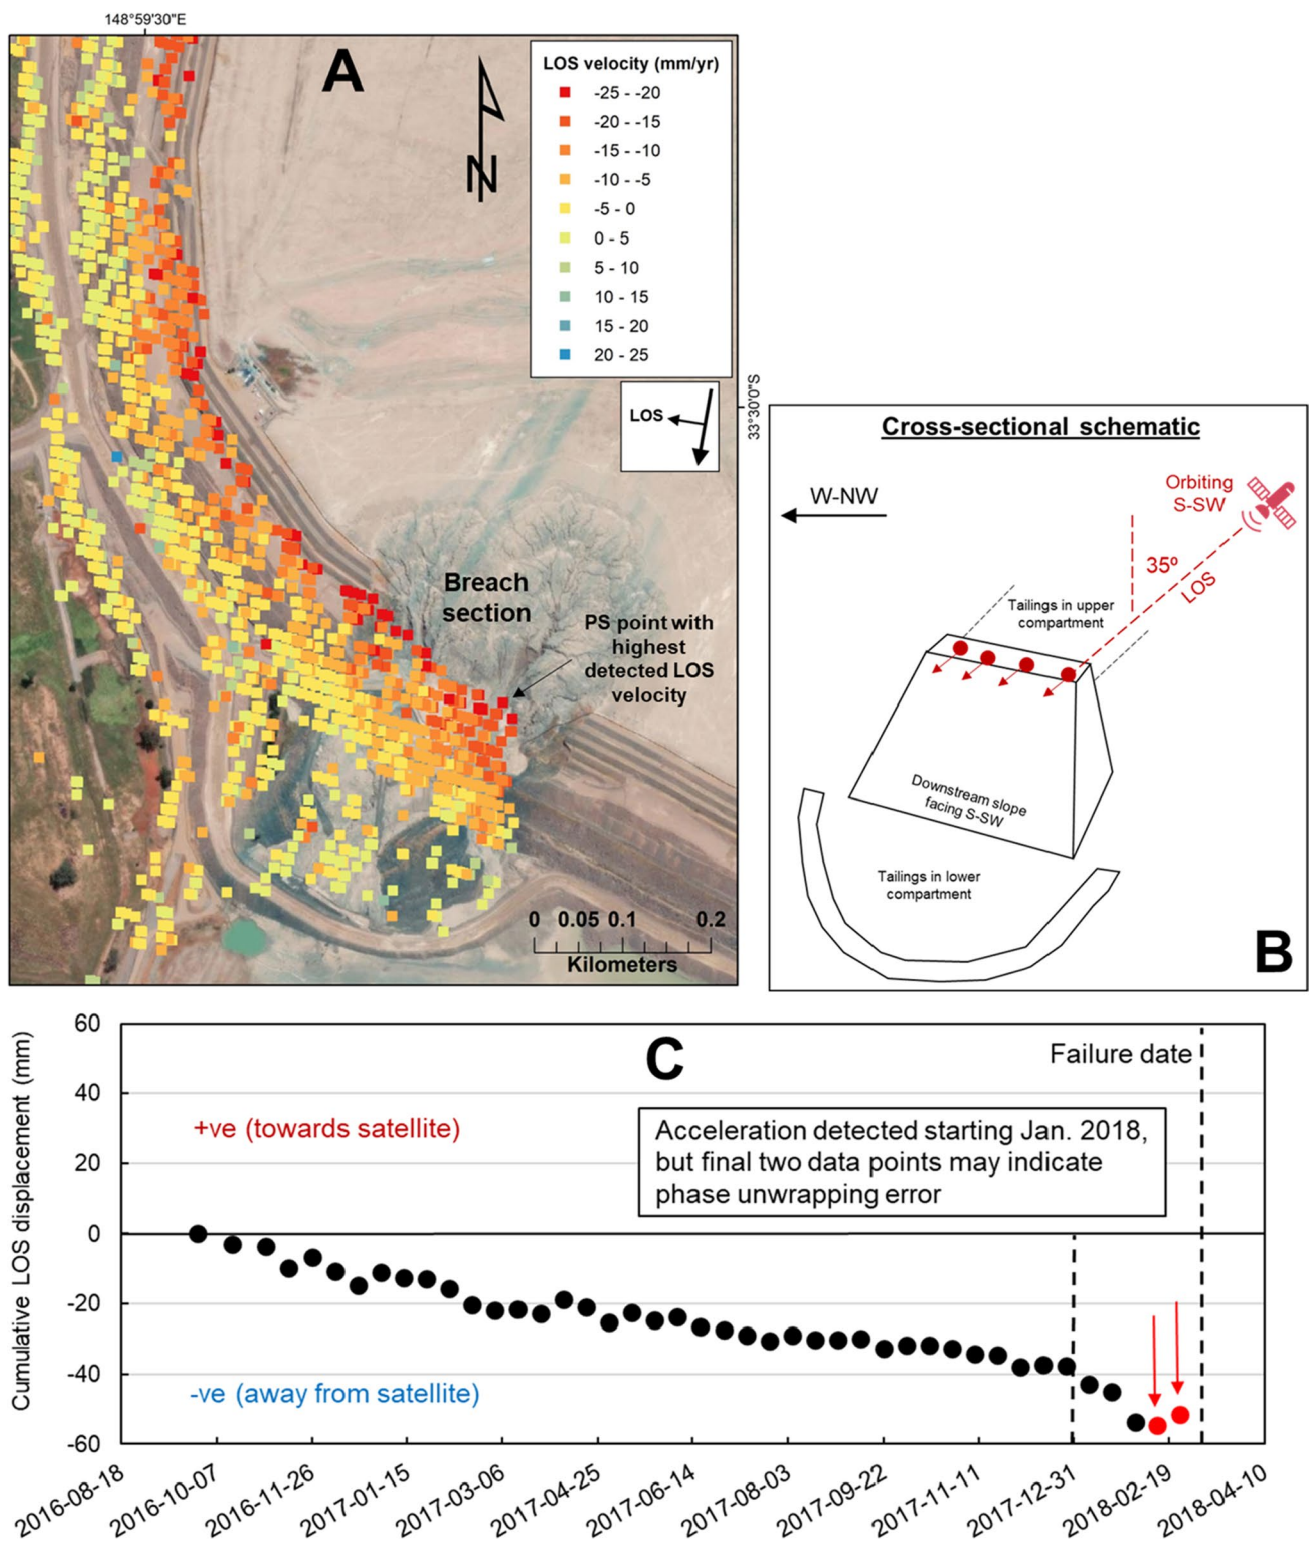 148°59'30"E
A
LOS velocity (mm/yr)
-25 - -20
-20 - -15
-15 - -10
-10 - -5
-5 - 0
0 - 5
5 - 10
10 - 15
15 - 20
20 - 25
N
LOS
33°30'0"S
Breach
section
PS point with
highest
detected LOS
velocity
0 0.05 0.1 0.2
Kilometers
Cross-sectional schematic
W-NW
Orbiting
S-SW
35º
LOS
Tailings in upper
compartment
Downstream slope
facing S-SW
Tailings in lower
compartment
B
Cumulative LOS displacement (mm)
60
40
20
0
-20
-40
-60
C
Failure date
+ve (towards satellite)
Acceleration detected starting Jan. 2018,
but final two data points may indicate
phase unwrapping error
-ve (away from satellite)
2016-08-18
2016-10-07
2016-11-26
2017-01-15
2017-03-06
2017-04-25
2017-06-14
2017-08-03
2017-09-22
2017-11-11
2017-12-31
2018-02-19
2018-04-10